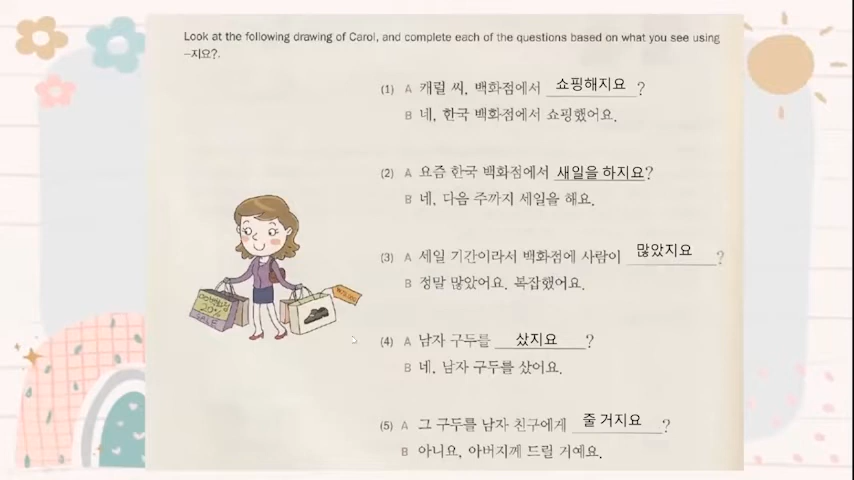 Look at the following drawing of Carol, and complete each of the questions based on what you see using
-지요?.
(1) A 캐럴 씨, 백화점에서 쇼핑해지요?
B 네, 한국 백화점에서 쇼핑했어요.
(2) A 요즘 한국 백화점에서 새일을 하지요?
B 네, 다음 주까지 세일을 해요.
(3) A 세일 기간이라서 백화점에 사람이 많았지요?
B 정말 많았어요. 복잡했어요.
(4) A 남자 구두를 샀지요?
B 네, 남자 구두를 샀어요.
(5) A 그 구두를 남자 친구에게 줄 거지요?
B 아니요, 아버지께 드릴 거예요.
20%
SALE